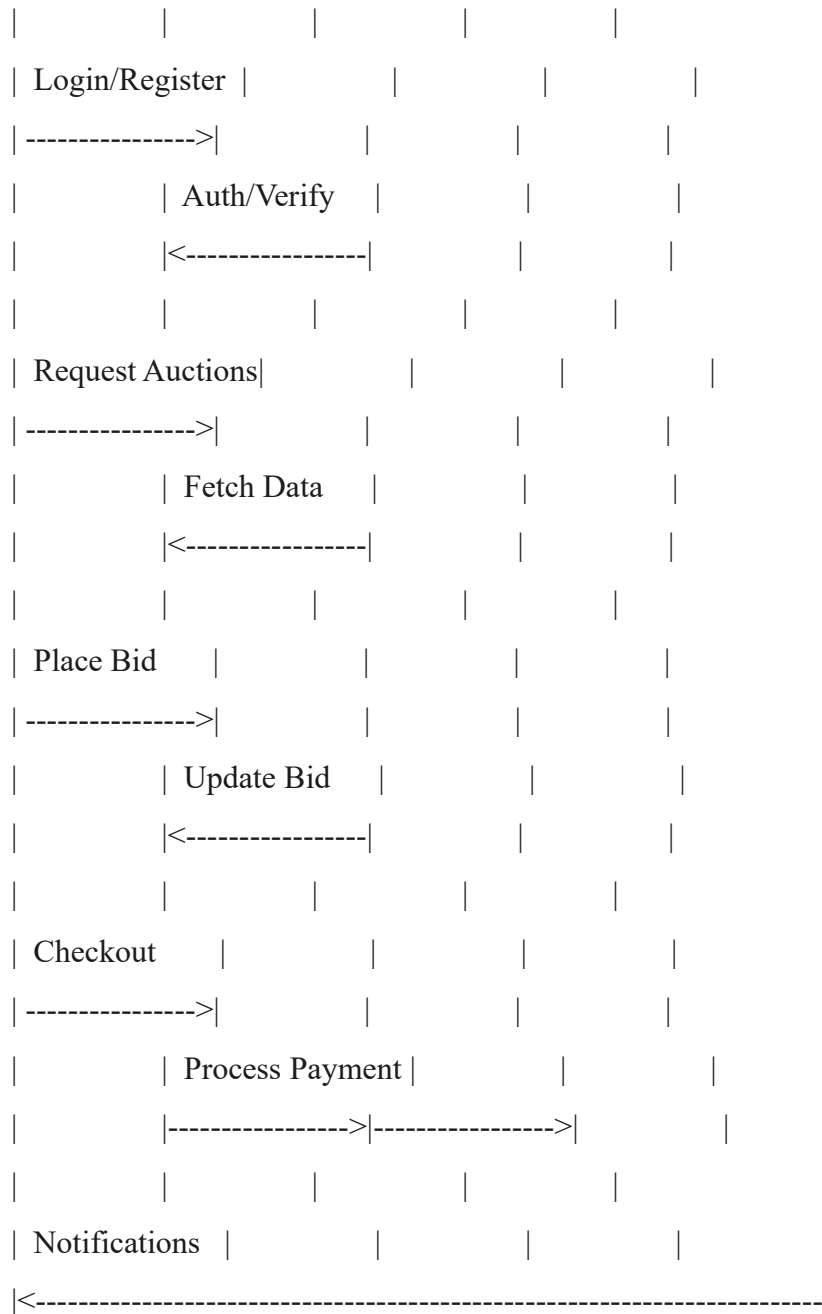 |                |                |                |                |
|  Login/Register  |                |                |                |
| ---------------->|                |                |                |
|                |  Auth/Verify     |                |                |
|                |<-----------------|                |                |
|                |                |                |                |
|  Request Auctions|                |                |                |
| ---------------->|                |                |                |
|                |  Fetch Data      |                |                |
|                |<-----------------|                |                |
|                |                |                |                |
|  Place Bid       |                |                |                |
| ---------------->|                |                |                |
|                |  Update Bid      |                |                |
|                |<-----------------|                |                |
|                |                |                |                |
|  Checkout        |                |                |                |
| ---------------->|                |                |                |
|                |  Process Payment |                |                |
|                |----------------->|----------------->|                |
|                |                |                |                |
|  Notifications   |                |                |                |
|<---------------------------------------------------------------------------